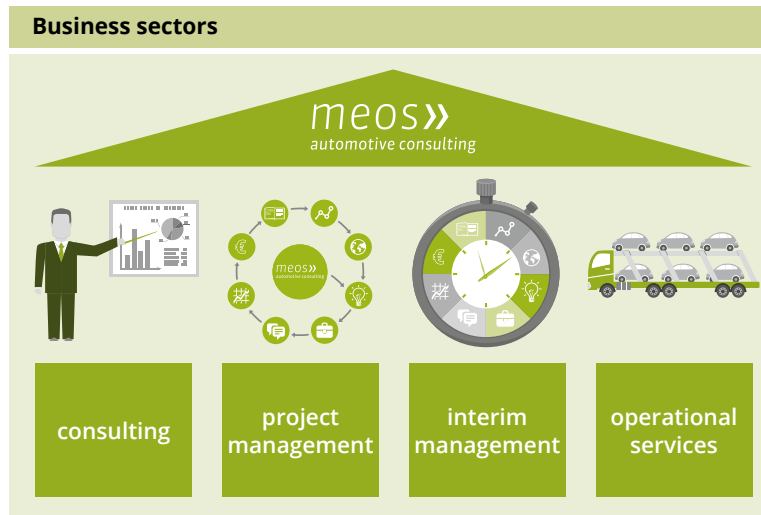 Business sectors
meos»
automotive consulting
meos»
automotive consulting
€
€
consulting
project
management
interim
management
operational
services